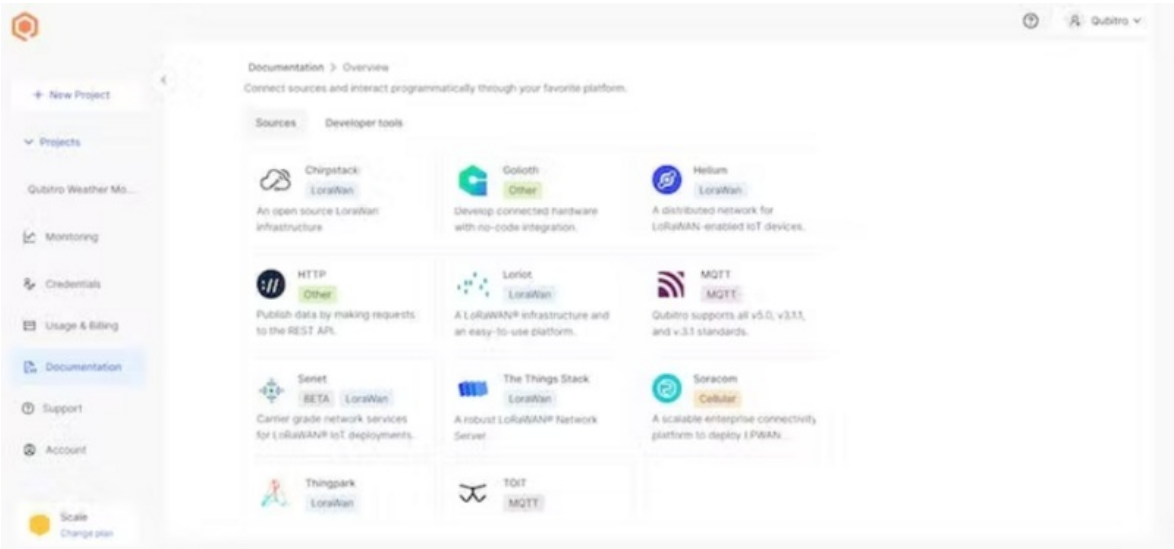 Qubitro
+ New Project
Projects
Qubitro Weather Mo...
Monitoring
Credentials
Usage & Billing
Documentation
Support
Account
Scale
Change plan
Documentation > Overview
Connect sources and interact programmatically through your favorite platform.
Sources Developer tools
Chirpstack
LoraWan
An open source LoraWan
infrastructure
Golioth
Other
Develop connected hardware
with no-code integration.
Helium
LoraWan
A distributed network for
LoRaWAN-enabled IoT devices.
HTTP
Other
Publish data by making requests
to the REST API.
Loriot
LoraWan
A LoRaWAN® infrastructure and
an easy-to-use platform.
MQTT
MQTT
Qubitro supports all v5.0, v3.1.1,
and v.3.1 standards.
Senet
BETA LoraWan
Carrier grade network services
for LoRaWAN® IoT deployments.
The Things Stack
LoraWan
A robust LoRaWAN® Network
Server
Soracom
Cellular
A scalable enterprise connectivity
platform to deploy LPWAN...
Thingpark
LoraWan
TOIT
MQTT